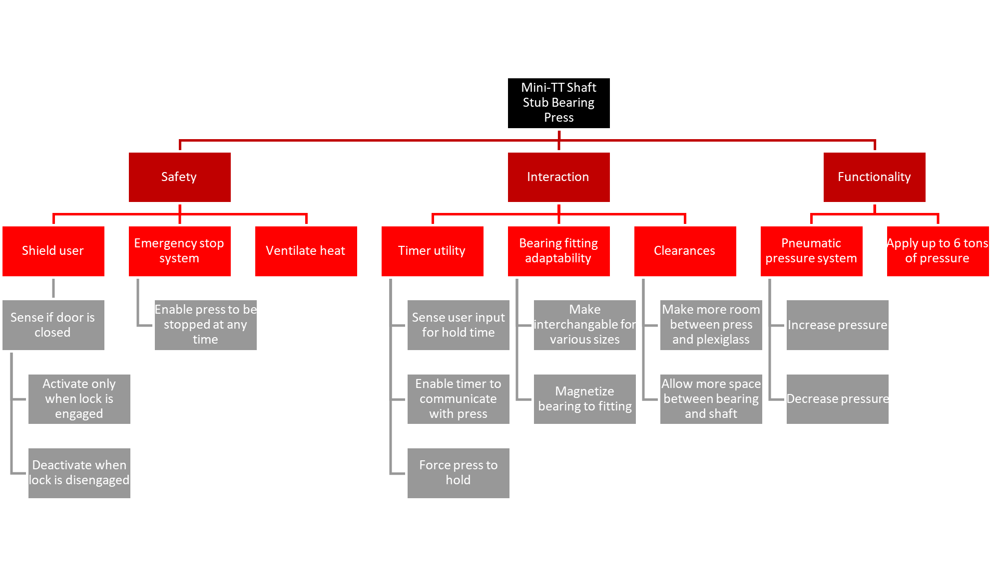 Mini-TT Shaft
Stub Bearing
Press
Safety
Interaction
Functionality
Shield user
Emergency stop
system
Ventilate heat
Timer utility
Bearing fitting
adaptability
Clearances
Pneumatic
pressure system
Apply up to 6 tons
of pressure
Sense if door is
closed
Enable press to be
stopped at any
time
Sense user input
for hold time
Make
interchangable for
various sizes
Make more room
between press
and plexiglass
Increase pressure
Activate only
when lock is
engaged
Enable timer to
communicate
with press
Magnetize
bearing to fitting
Allow more space
between bearing
and shaft
Decrease pressure
Deactivate when
lock is disengaged
Force press to
hold